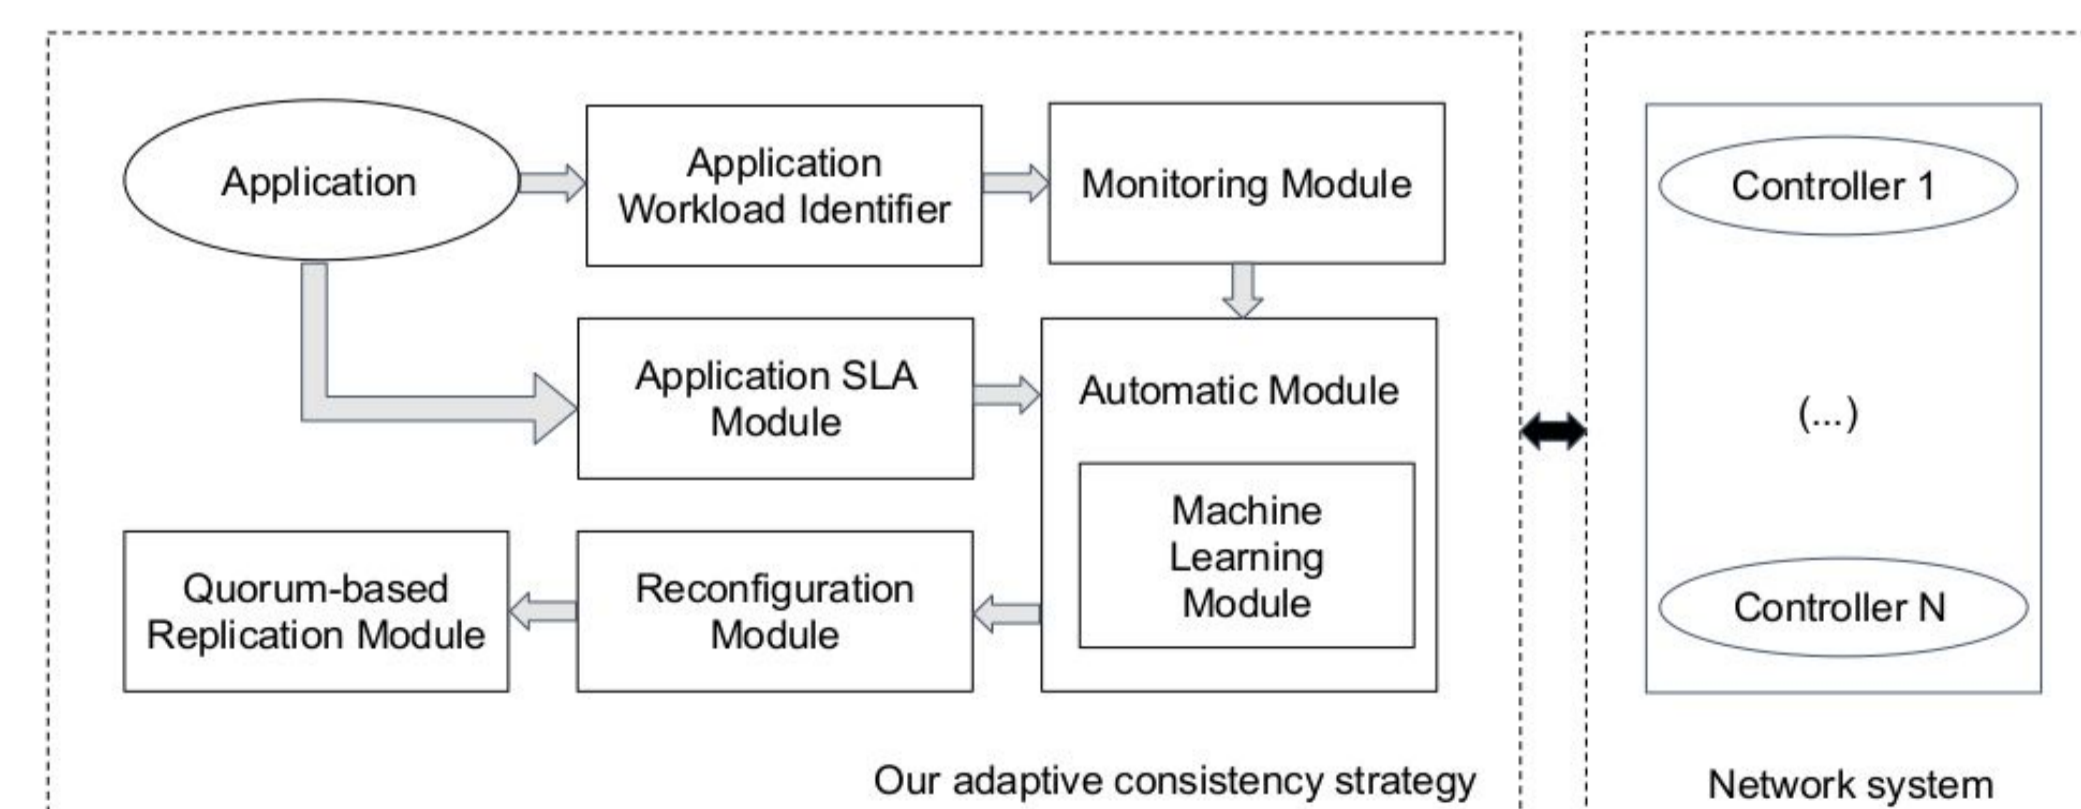 Application
Application
Workload Identifier
Monitoring Module
Application SLA
Module
Automatic Module
Machine
Learning
Module
Quorum-based
Replication Module
Reconfiguration
Module
Our adaptive consistency strategy
Controller 1
(...)
Controller N
Network system